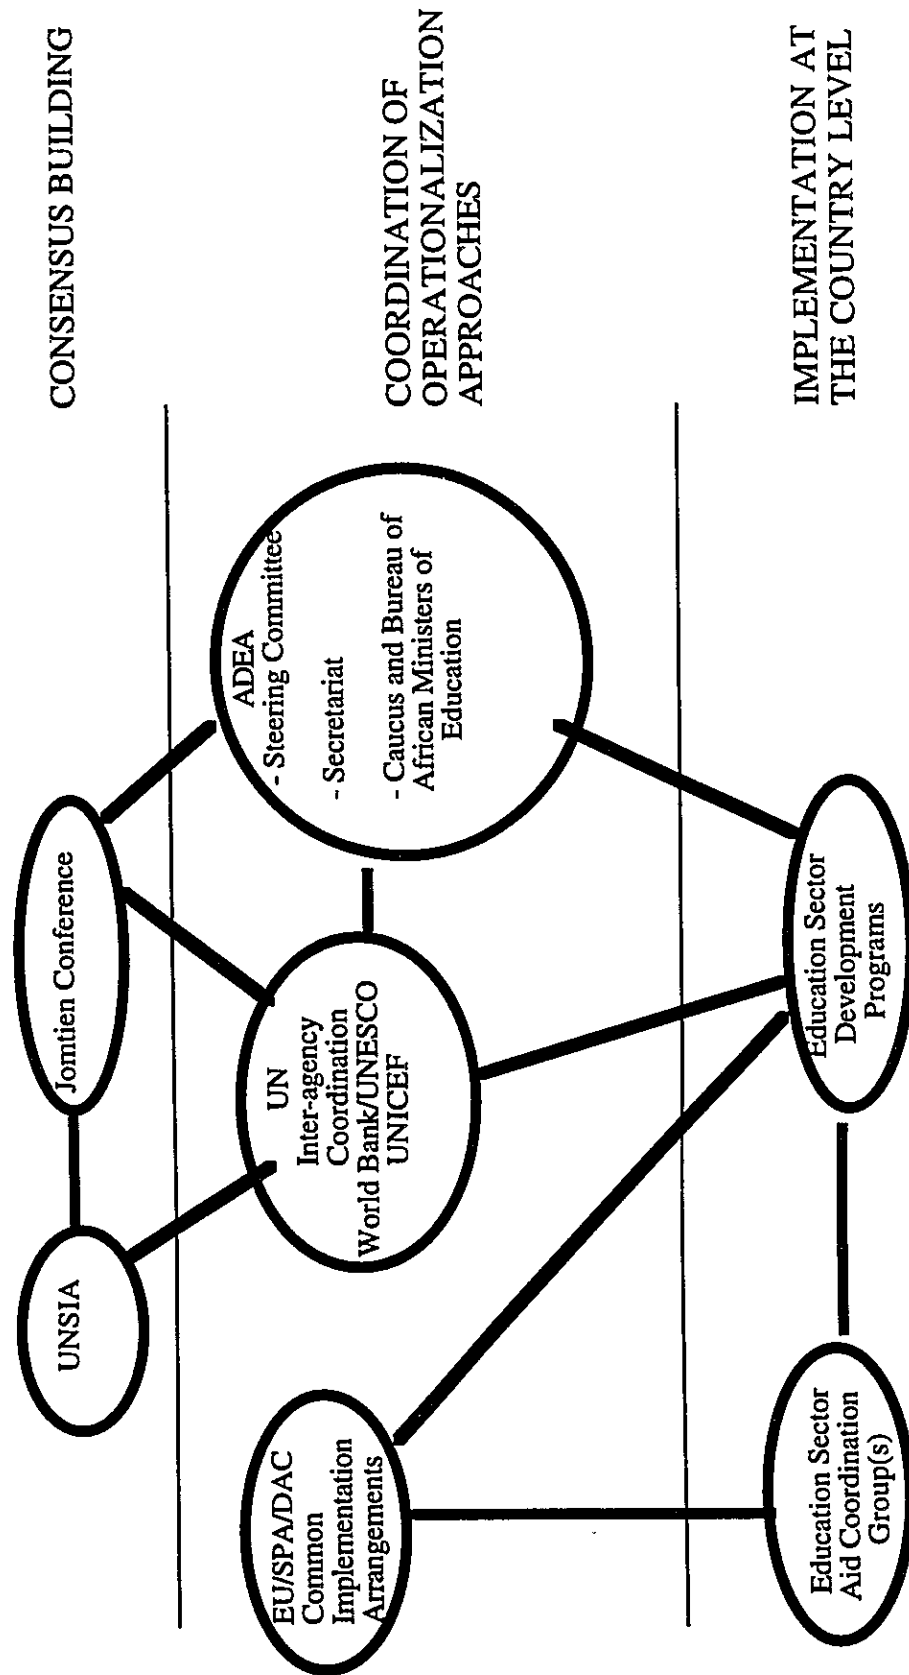 CONSENSUS BUILDING
UNSIA
Jomtien Conference
COORDINATION OF
OPERATIONALIZATION
APPROACHES
EU/SPA/DAC
Common
Implementation
Arrangements
UN
Inter-agency
Coordination
World Bank/UNESCO
UNICEF
ADEA
- Steering Committee
- Secretariat
- Caucus and Bureau of
African Ministers of
Education
IMPLEMENTATION AT
THE COUNTRY LEVEL
Education Sector
Aid Coordination
Group(s)
Education Sector
Development
Programs